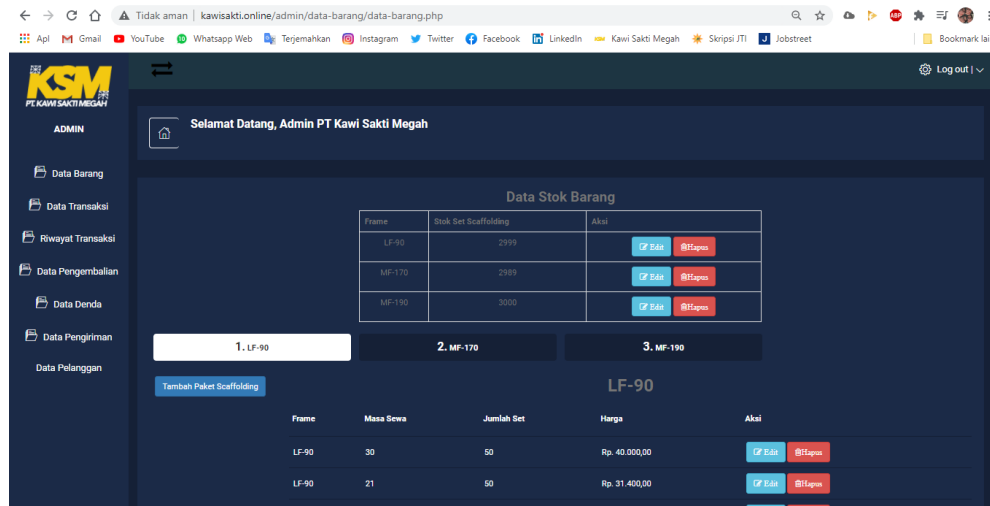 Tidak aman | kawisakti.online/admin/data-barang/data-barang.php
Apl Gmail YouTube Whatsapp Web Terjemahkan Instagram Twitter Facebook LinkedIn Kawi Sakti Megah Skripsi JTI Jobstreet Bookmark lai
KSM
PT. KAWI SAKTI MEGAH
Log out |
ADMIN
Selamat Datang, Admin PT Kawi Sakti Megah
Data Barang
Data Transaksi
Riwayat Transaksi
Data Pengembalian
Data Denda
Data Pengiriman
Data Pelanggan
Data Stok Barang
Frame Stok Set Scaffolding Aksi
LF-90 2999 Edit Hapus
MF-170 2989 Edit Hapus
MF-190 3000 Edit Hapus
1. LF-90 2. MF-170 3. MF-190
Tambah Paket Scaffolding
LF-90
Frame Masa Sewa Jumlah Set Harga Aksi
LF-90 30 50 Rp. 40.000,00 Edit Hapus
LF-90 21 50 Rp. 31.400,00 Edit Hapus